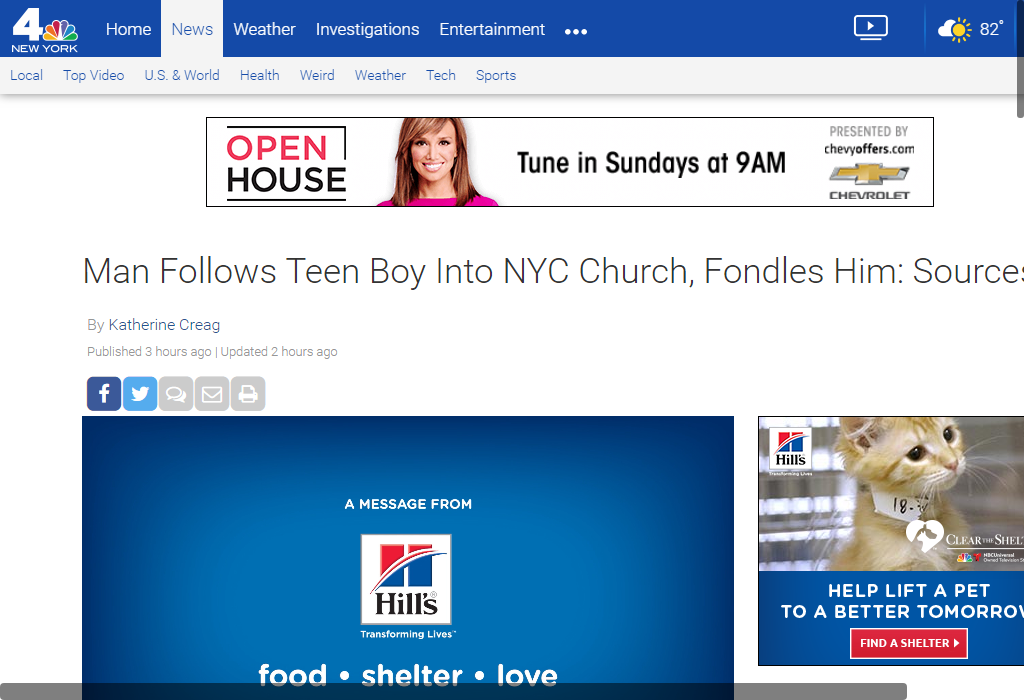 4
NEW YORK
Home
News
Weather
Investigations
Entertainment
82°
Local
Top Video
U.S. & World
Health
Weird
Weather
Tech
Sports
OPEN
HOUSE
Tune in Sundays at 9AM
PRESENTED BY
chevyoffers.com
CHEVROLET
Man Follows Teen Boy Into NYC Church, Fondles Him: Sources
By Katherine Creag
Published 3 hours ago | Updated 2 hours ago
A MESSAGE FROM
Hill's
Transforming Lives™
food • shelter • love
Hill's
Transforming Lives
18-
CLEAR THE SHEL
NBCUniversal
Owned Television S
HELP LIFT A PET
TO A BETTER TOMORROW
FIND A SHELTER